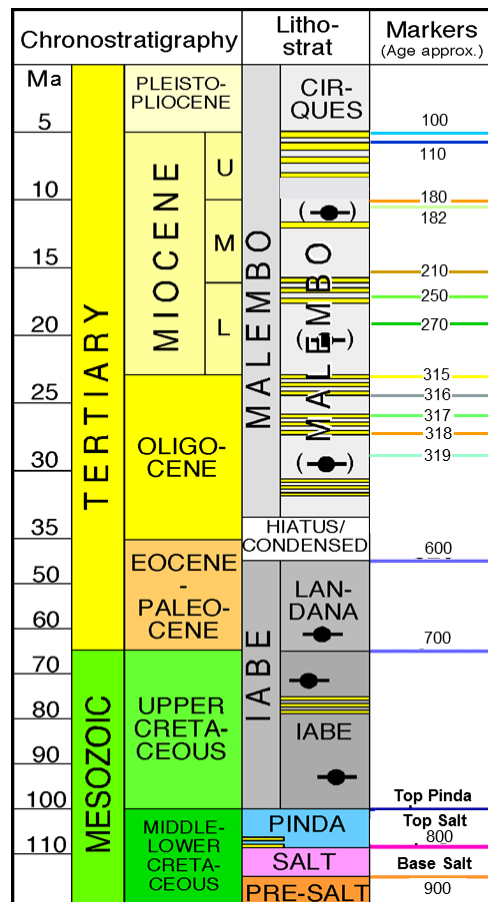 Chronostratigraphy
Litho-
strat
Markers
(Age approx.)
Ma
5
10
15
20
25
30
35
50
60
70
80
90
100
110
TERTIARY
MESOZOIC
PLEISTO-
PLIOCENE
MIOCENE
U
M
L
OLIGO-
CENE
EOCENE
-
PALEO-
CENE
UPPER
CRETA-
CEOUS
MIDDLE-
LOWER
CRETA-
CEOUS
MALEMBO
IABE
CIR-
QUES
MALEMBO
HIATUS/
CONDENSED
LAN-
DANA
IABE
PINDA
SALT
PRE-SALT
100
110
180
182
210
250
270
315
316
317
318
319
600
700
Top Pinda
Top Salt
800
Base Salt
900